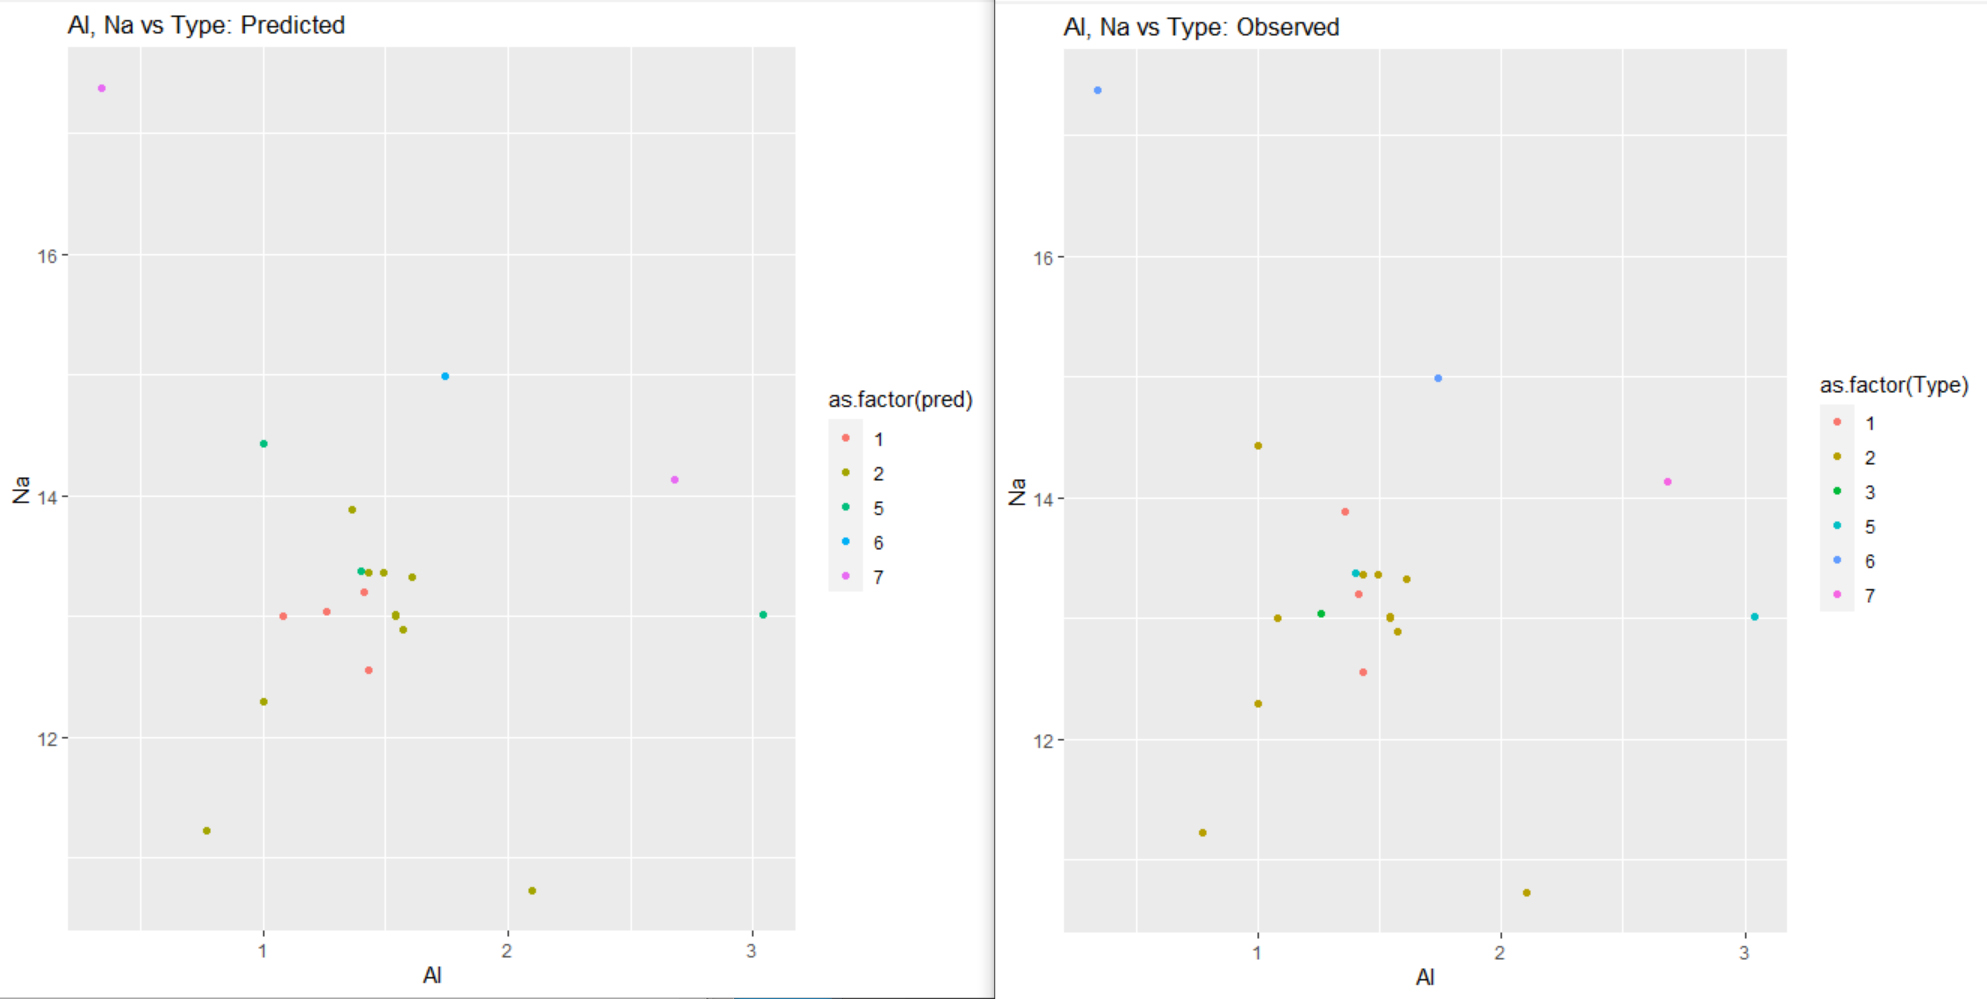 Al, Na vs Type: Predicted
16
14
12
Na
1
2
3
Al
as.factor(pred)
1
2
5
6
7
Al, Na vs Type: Observed
16
14
12
Na
1
2
3
Al
as.factor(Type)
1
2
3
5
6
7